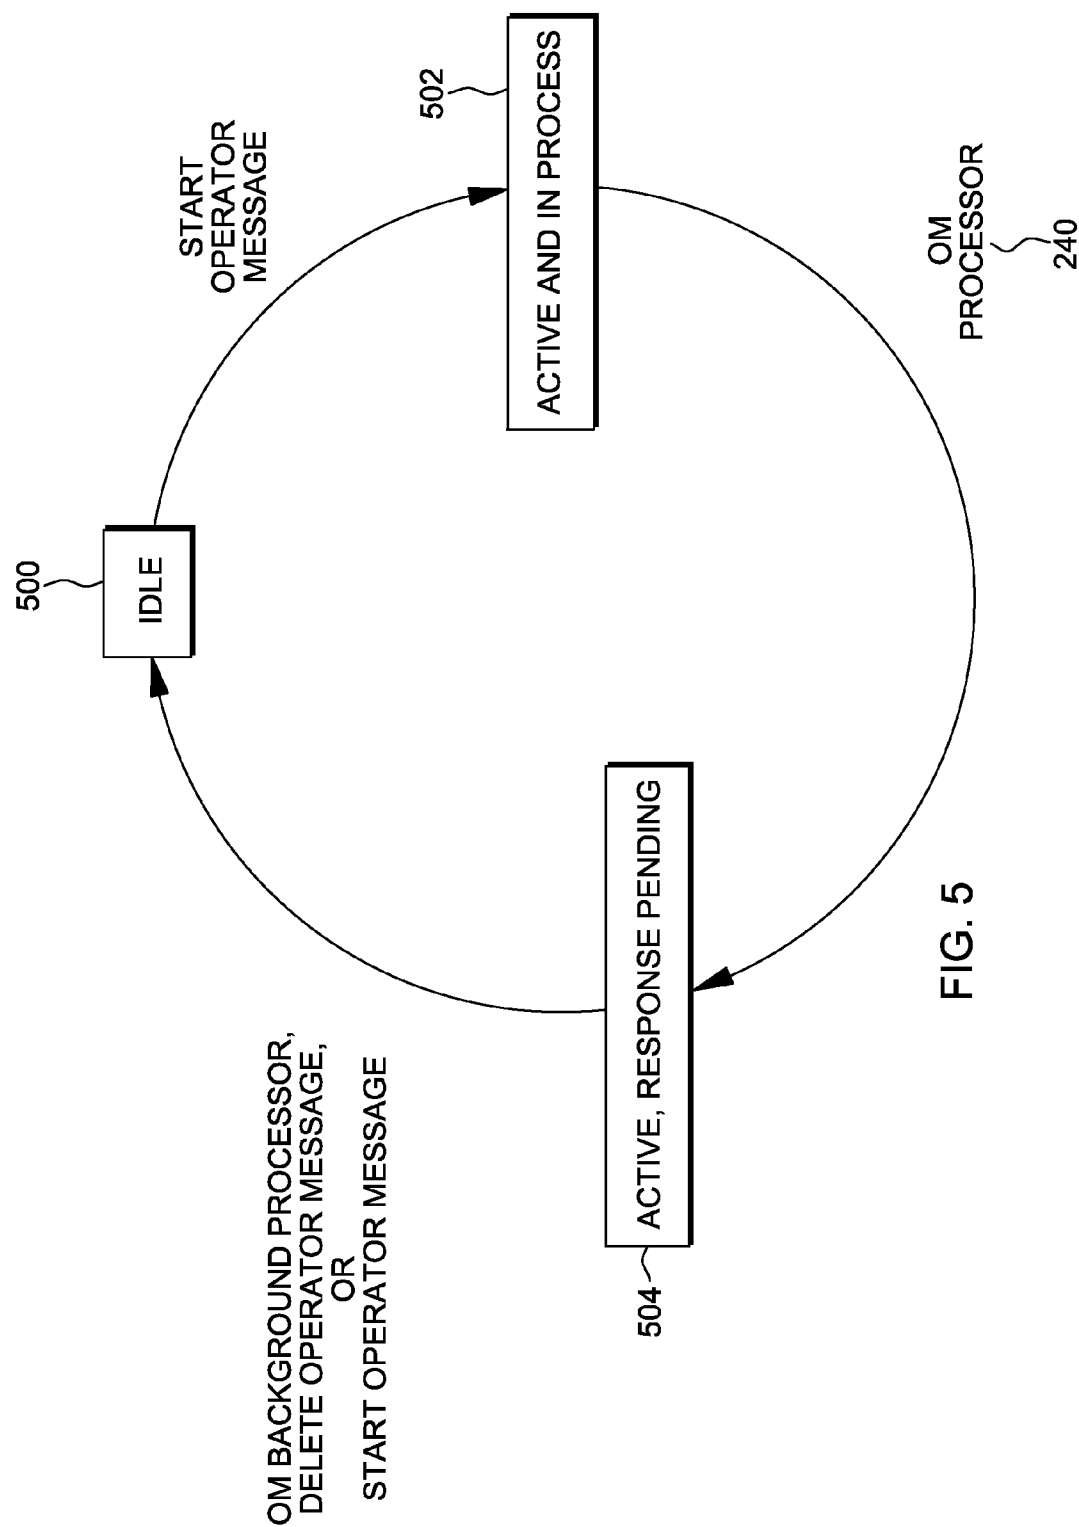 500
IDLE
START
OPERATOR
MESSAGE
502
ACTIVE AND IN PROCESS
OM
PROCESSOR
240
504
ACTIVE, RESPONSE PENDING
OM BACKGROUND PROCESSOR,
DELETE OPERATOR MESSAGE,
OR
START OPERATOR MESSAGE
FIG. 5